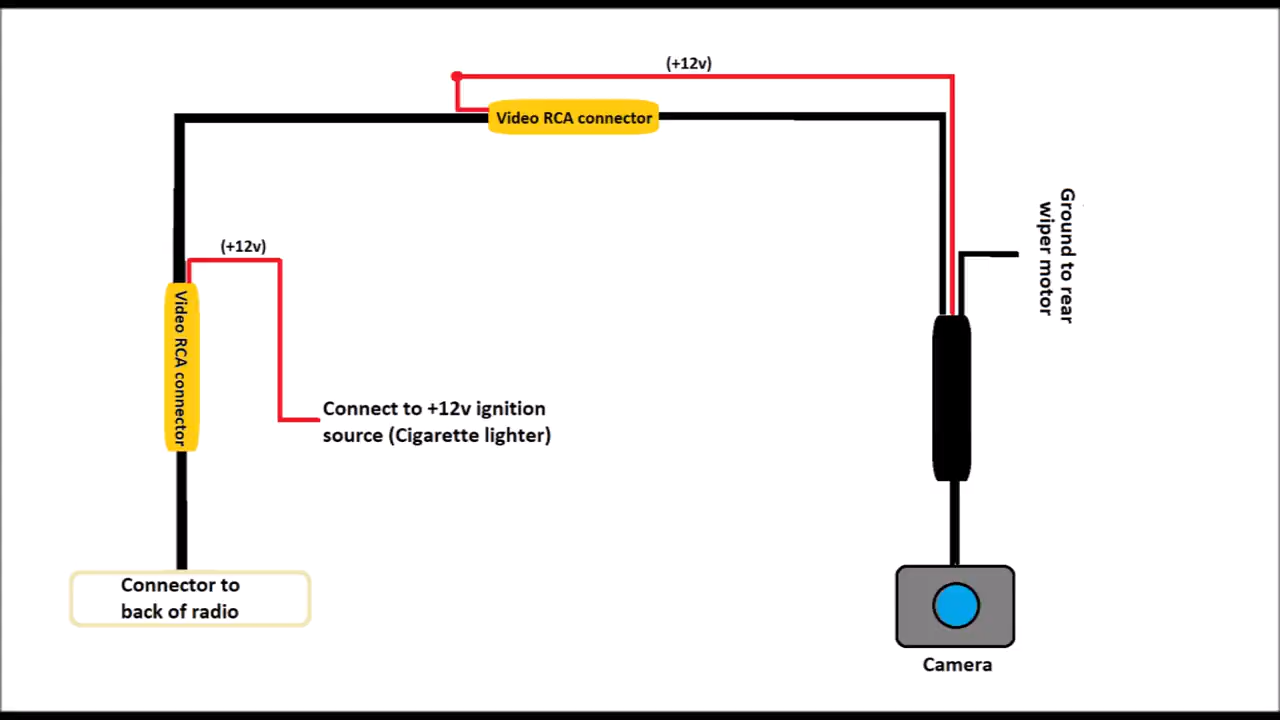 (+12v)
Video RCA connector
Ground to rear
wiper motor
(+12v)
Video RCA connector
Connect to +12v ignition
source (Cigarette lighter)
Connector to
back of radio
Camera